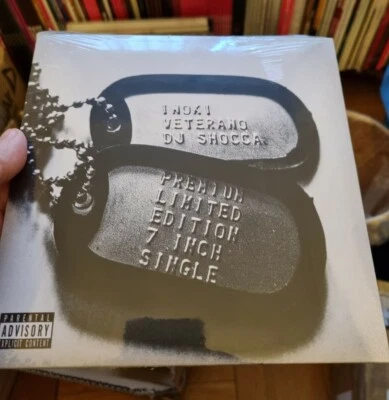 INOKI
VETERANO
DJ SHOCCA
PREMIUM
LIMITED
EDITION
7 INCH
SINGLE
PARENTAL
ADVISORY
EXPLICIT CONTENT